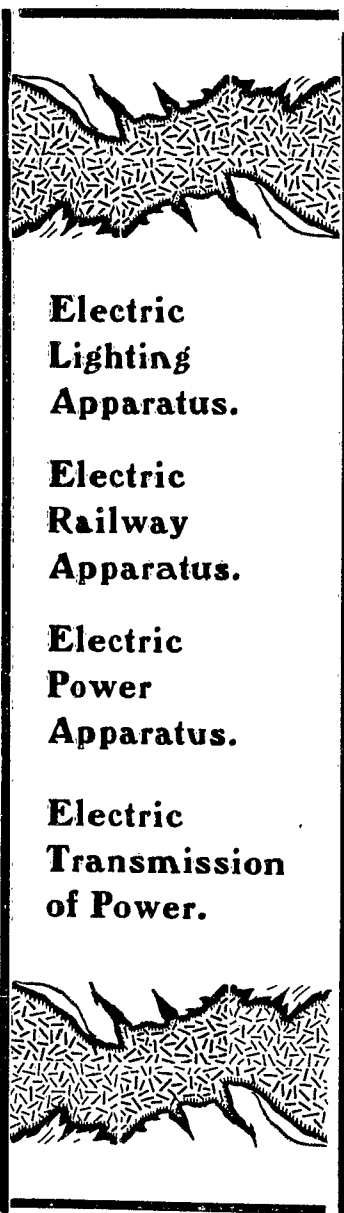 Electric
Lighting
Apparatus.
Electric
Railway
Apparatus.
Electric
Power
Apparatus.
Electric
Transmission
of Power.